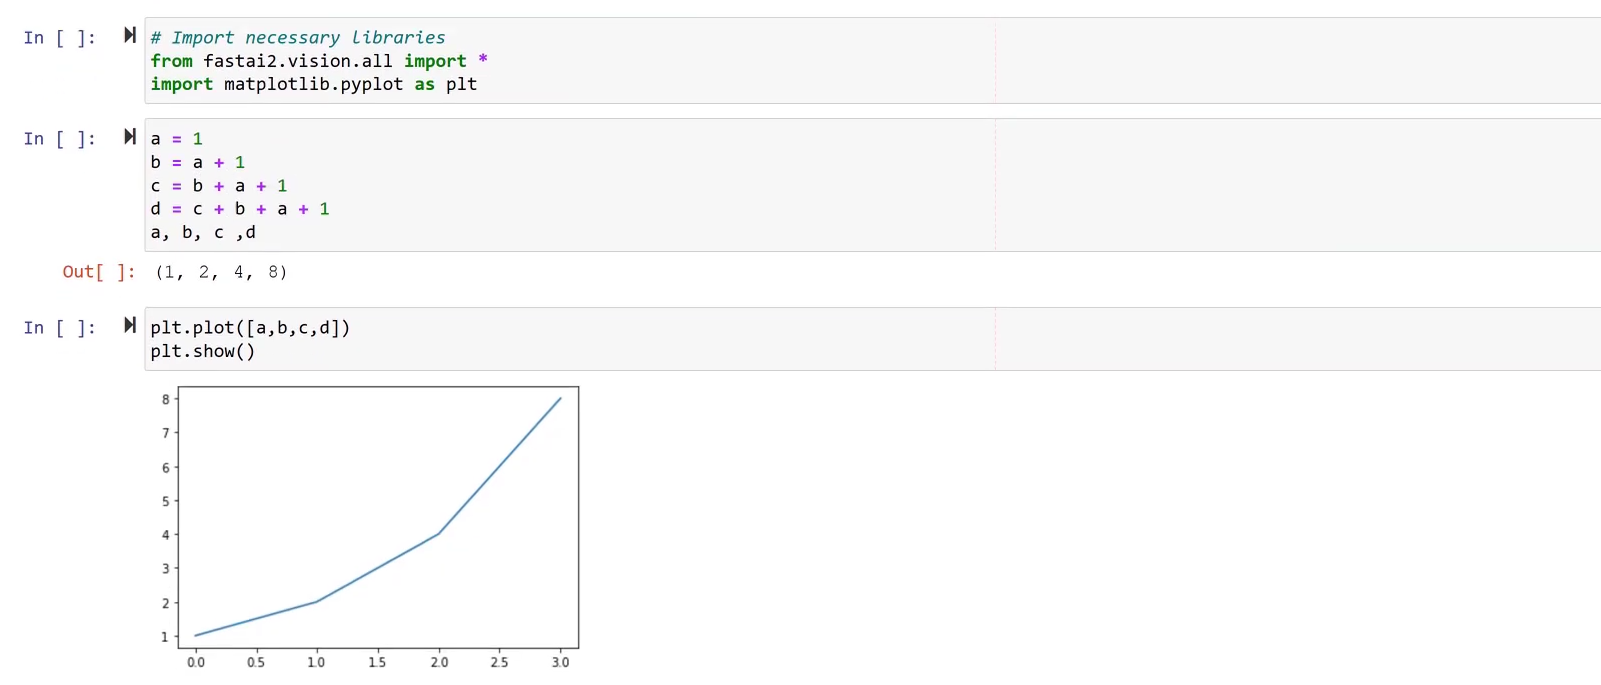 In [ ]: # Import necessary libraries
from fastai2.vision.all import *
import matplotlib.pyplot as plt
In [ ]: a = 1
b = a + 1
c = b + a + 1
d = c + b + a + 1
a, b, c ,d
Out[ ]: (1, 2, 4, 8)
In [ ]: plt.plot([a,b,c,d])
plt.show()
8
7
6
5
4
3
2
1
0.0 0.5 1.0 1.5 2.0 2.5 3.0